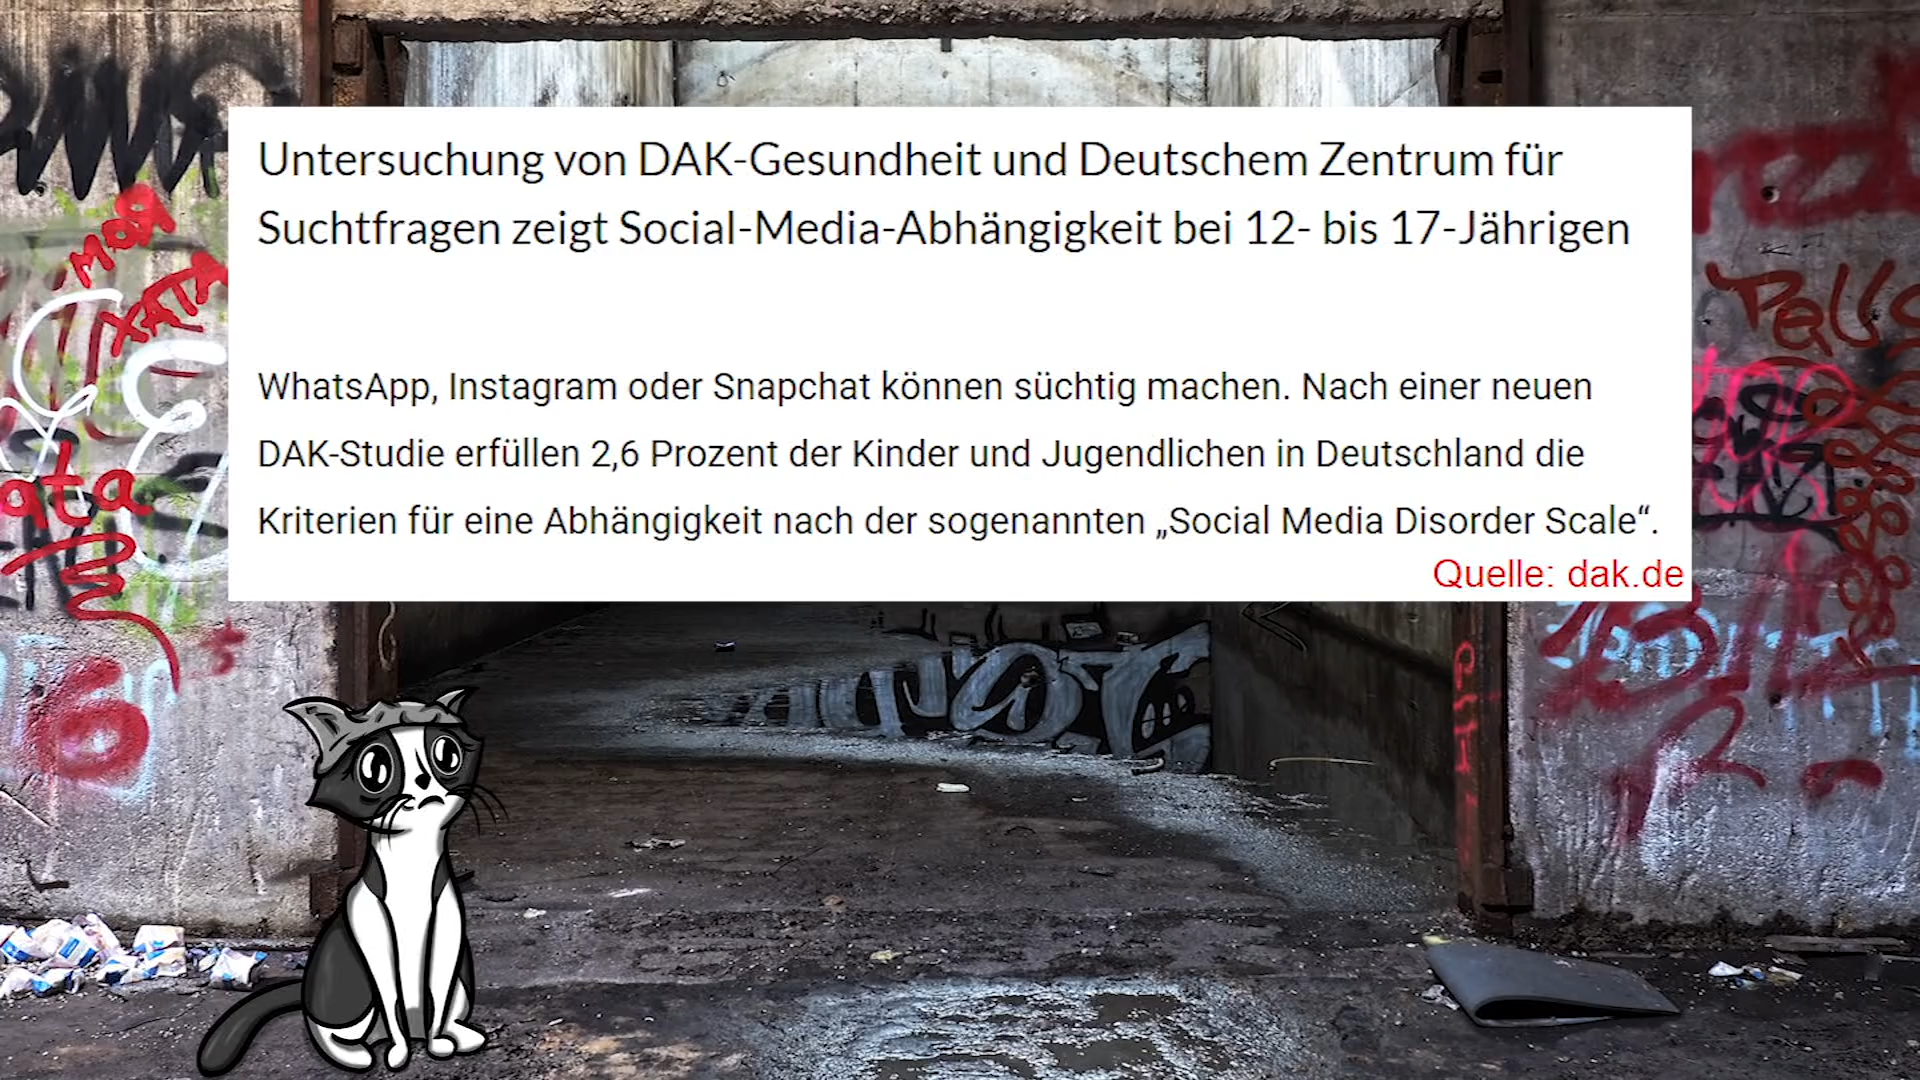 Untersuchung von DAK-Gesundheit und Deutschem Zentrum für
Suchtfragen zeigt Social-Media-Abhängigkeit bei 12- bis 17-Jährigen
WhatsApp, Instagram oder Snapchat können süchtig machen. Nach einer neuen
DAK-Studie erfüllen 2,6 Prozent der Kinder und Jugendlichen in Deutschland die
Kriterien für eine Abhängigkeit nach der sogenannten „Social Media Disorder Scale“.
Quelle: dak.de